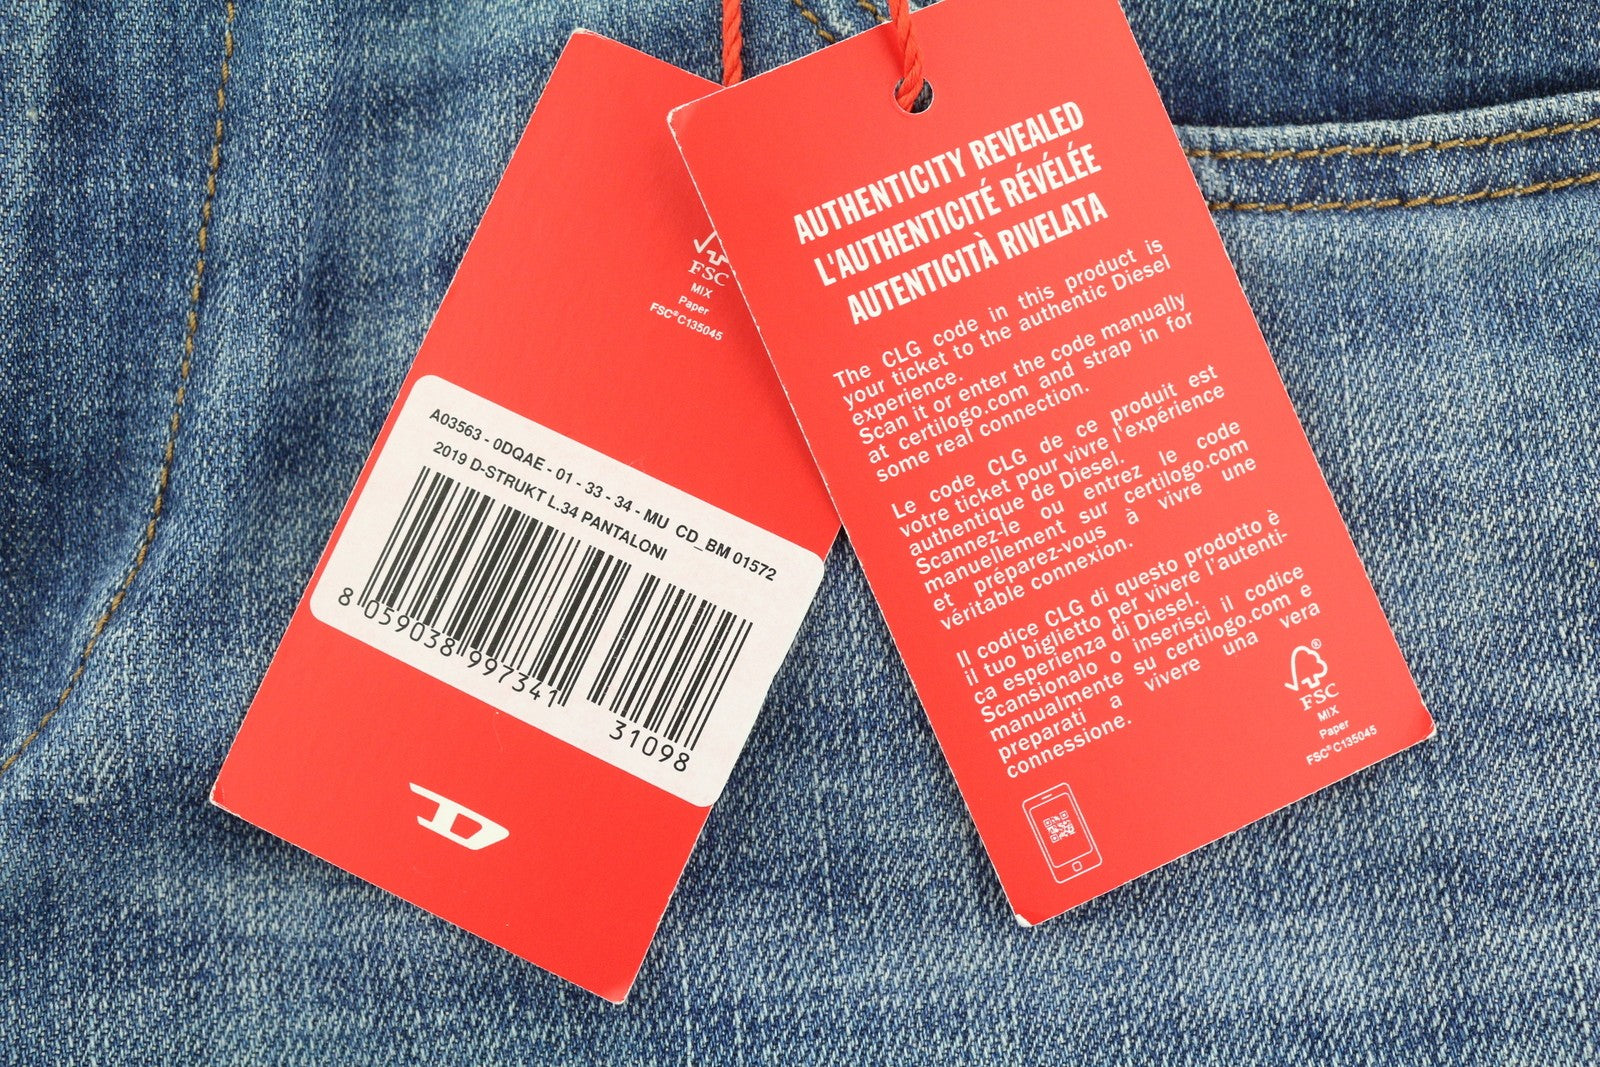 FSC
MIX
Paper
FSC® C135045
A03563 - 0DQAE - 01 - 33 - 34 - MU CD_BM 01572
2019 D-STRUKT L.34 PANTALONI
8 059038 997341
31098
D
AUTHENTICITY REVEALED
L'AUTHENTICITÉ RÉVÉLÉE
AUTENTICITÀ RIVELATA
The CLG code in this product is
your ticket to the authentic Diesel
experience.
Scan it or enter the code manually
at certilogo.com and strap in for
some real connection.
Le code CLG de ce produit est
votre ticket pour vivre l'expérience
authentique de Diesel.
Scannez-le ou entrez le code
manuellement sur certilogo.com
et préparez-vous à vivre une
véritable connexion.
Il codice CLG di questo prodotto è
il tuo biglietto per vivere l'autenti-
ca esperienza di Diesel.
Scansionalo o inserisci il codice
manualmente su certilogo.com e
preparati a vivere una vera
connessione.
®
FSC
MIX
Paper
FSC® C135045